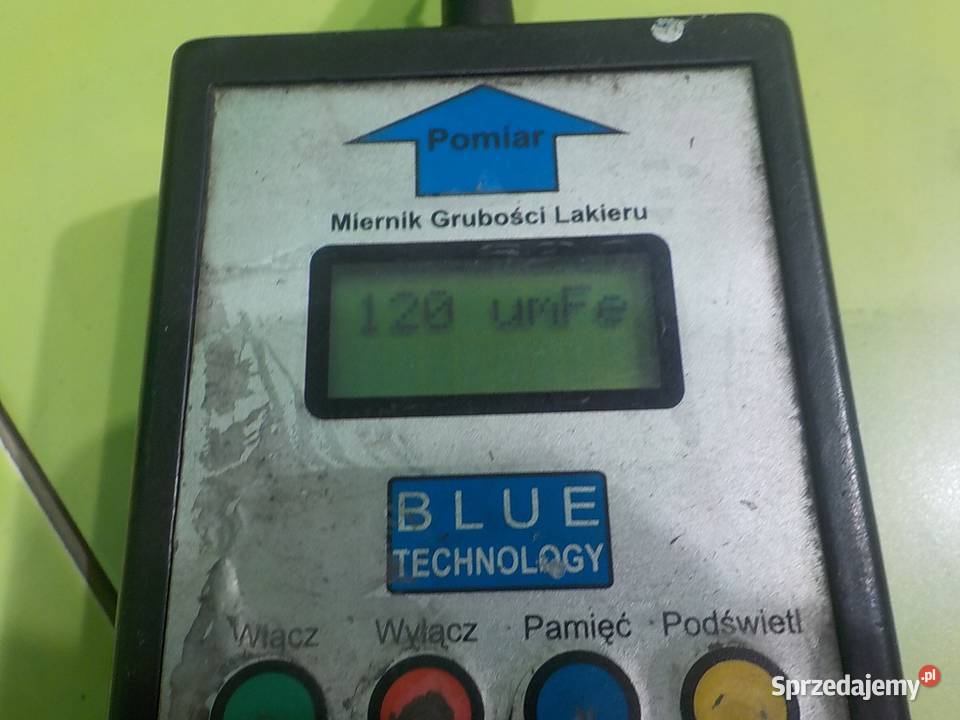 Pomiar
Miernik Grubości Lakieru
120 umFe
BLUE
TECHNOLOGY
Włącz Wyłącz Pamięć Podświetl
Sprzedajemy.pl